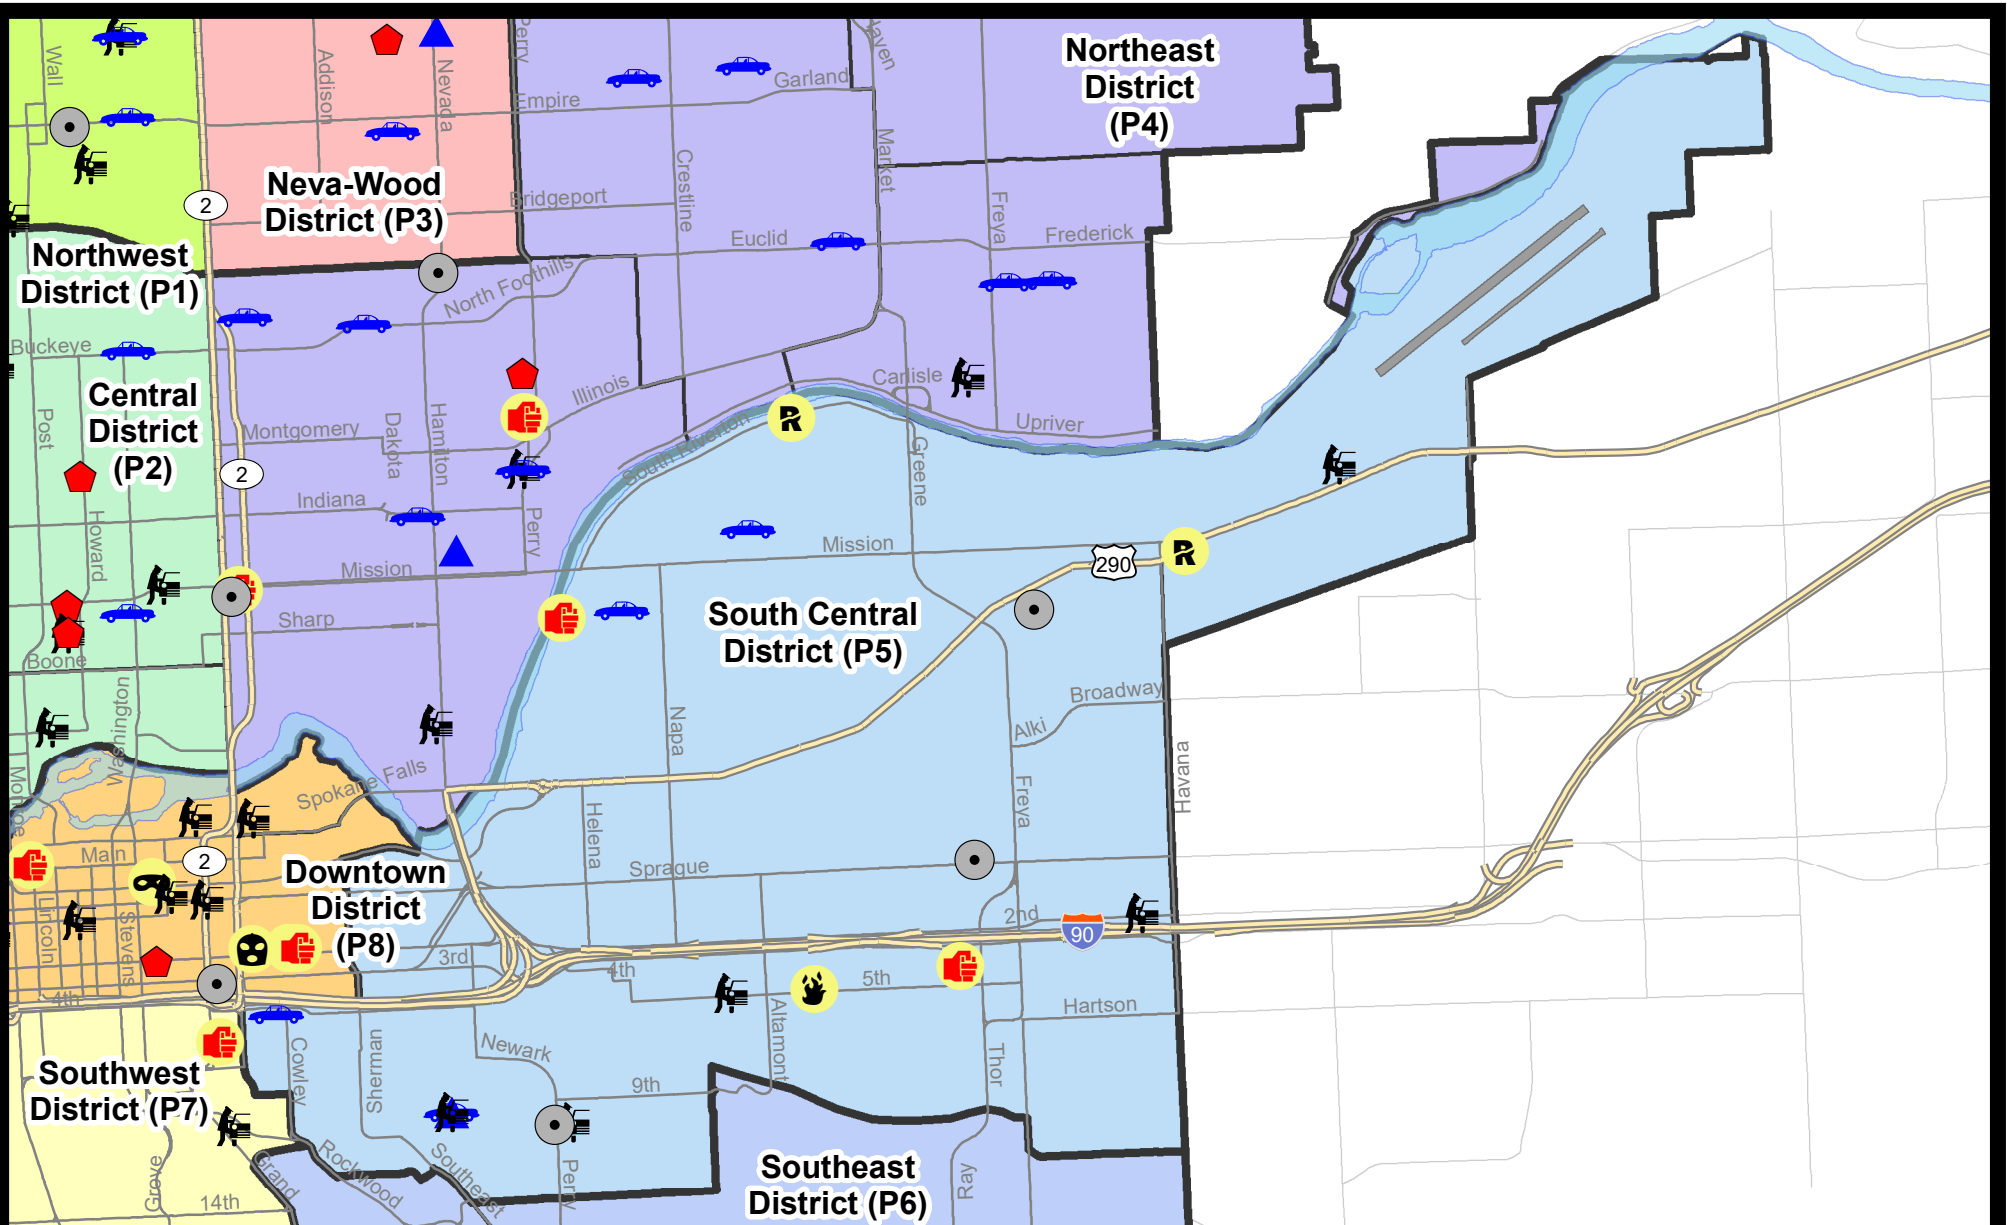 Northeast
District
(P4)
Neva-Wood
District (P3)
Northwest
District (P1)
Central
District
(P2)
South Central
District (P5)
Downtown
District
(P8)
Southwest
District (P7)
Southeast
District (P6)
Wall
Addison
Nevada
Perry
Haven
Garland
Empire
Market
Crestline
Bridgeport
Freya
Euclid
Frederick
2
North Foothills
Buckeye
Illinois
Carlisle
Upriver
Post
Dakota
Hamilton
Montgomery
South Riverton
Greene
2
Indiana
Howard
Perry
Mission
Mission
R
R
290
Sharp
Boone
Washington
Napa
Broadway
Alki
Havana
Monroe
Spokane Falls
Helena
Freya
Main
2
Sprague
Lincoln
Stevens
2nd
90
3rd
4th
4th
5th
Altamont
Hartson
Cowley
Sherman
Newark
9th
Thor
Grove
Grand
Rockwood
Southeast
Perry
Ray
14th